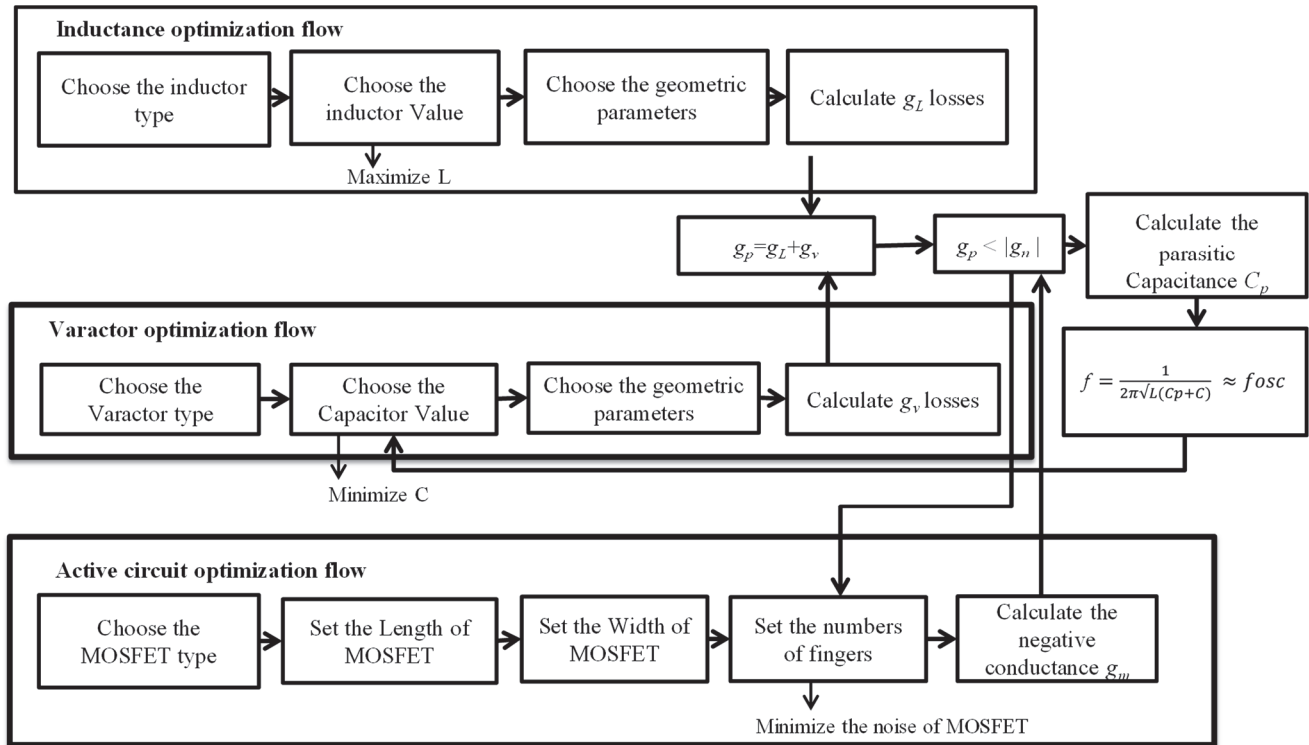 Inductance optimization flow
Choose the inductor
type
Choose the
inductor Value
Choose the geometric
parameters
Calculate g_L losses
Maximize L
g_p=g_L+g_v
g_p < |g_n |
Calculate the
parasitic
Capacitance C_p
Varactor optimization flow
Choose the
Varactor type
Choose the
Capacitor Value
Choose the geometric
parameters
Calculate g_v losses
f = 1/(2π√L(Cp+C)) ≈ fosc
Minimize C
Active circuit optimization flow
Choose the
MOSFET type
Set the Length of
MOSFET
Set the Width of
MOSFET
Set the numbers
of fingers
Calculate the
negative
conductance g_m
Minimize the noise of MOSFET